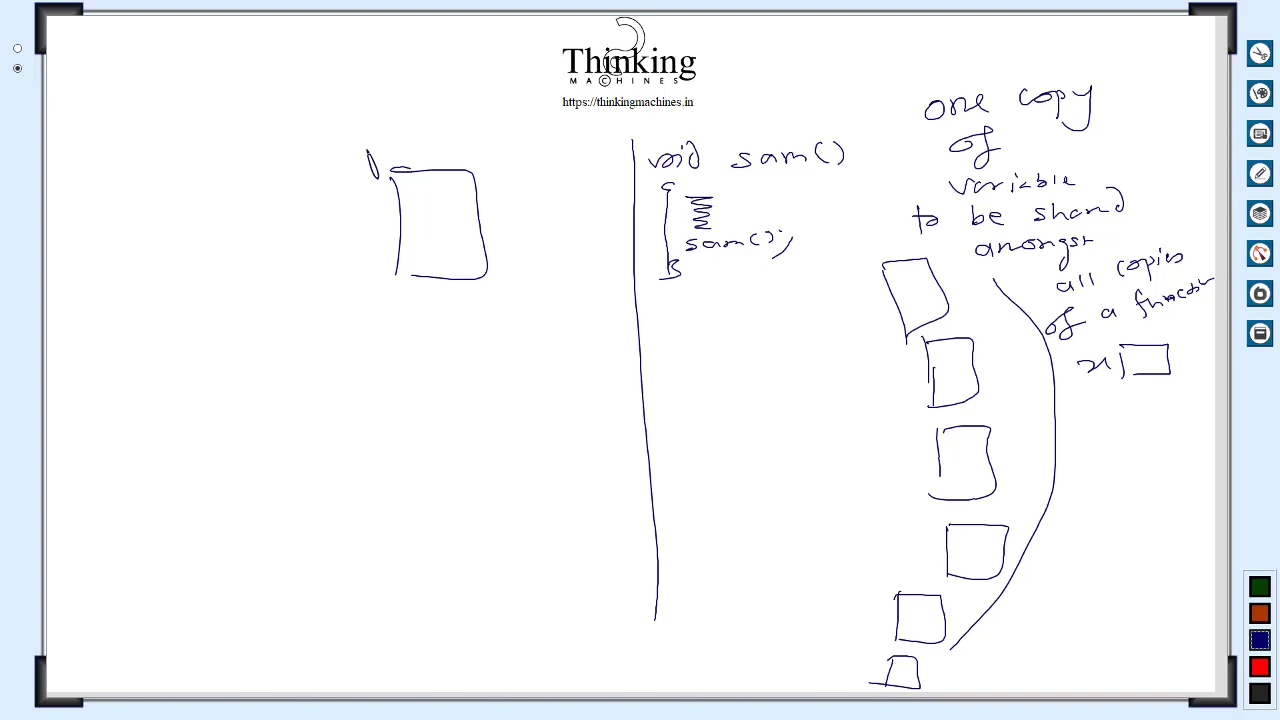 Thinking
MACHINES
https://thinkingmachines.in
void sam()
{
sam();
}
one copy
of
variable
to be shared
amongst
all copies
of a function
x